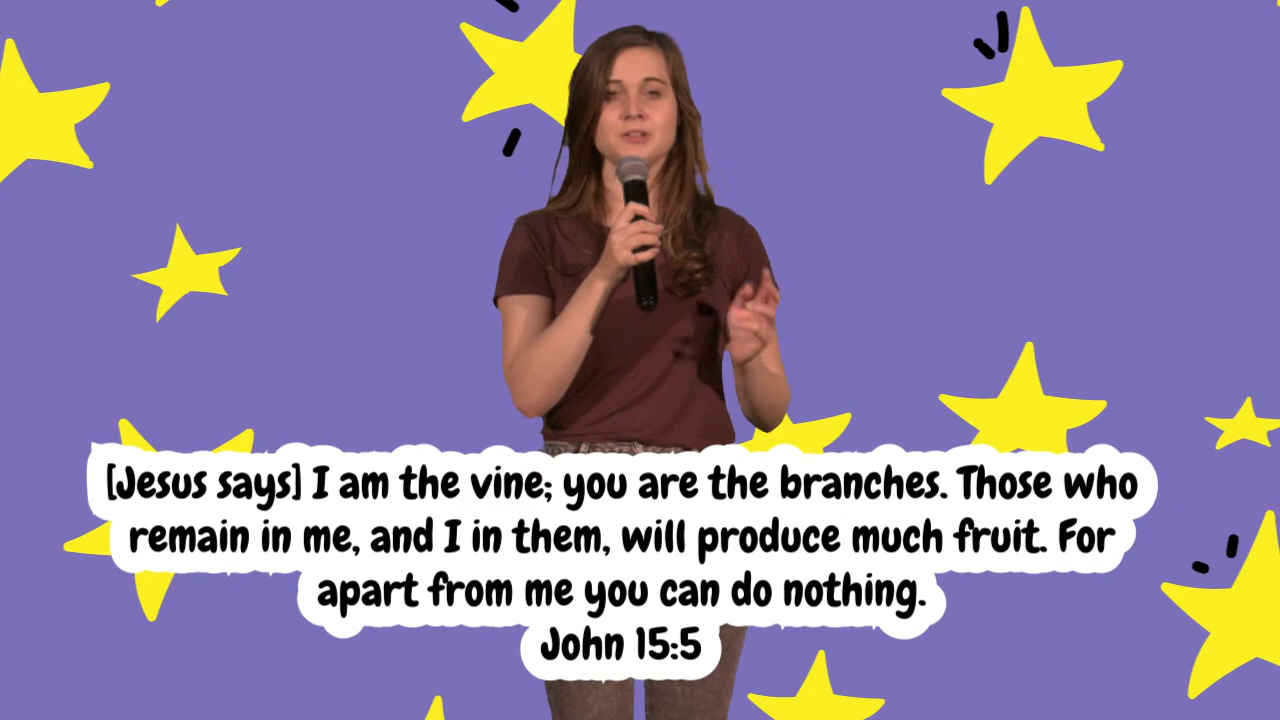 [Jesus says] I am the vine; you are the branches. Those who
remain in me, and I in them, will produce much fruit. For
apart from me you can do nothing.
John 15:5